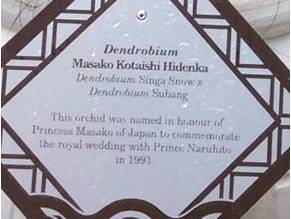 Dendrobium
Masako Kotaishi Hidenka
Dendrobium Singa Snow x
Dendrobium Subang
This orchid was named in honour of
Princess Masako of Japan to commemorate
the royal wedding with Prince Naruhito
in 1993.